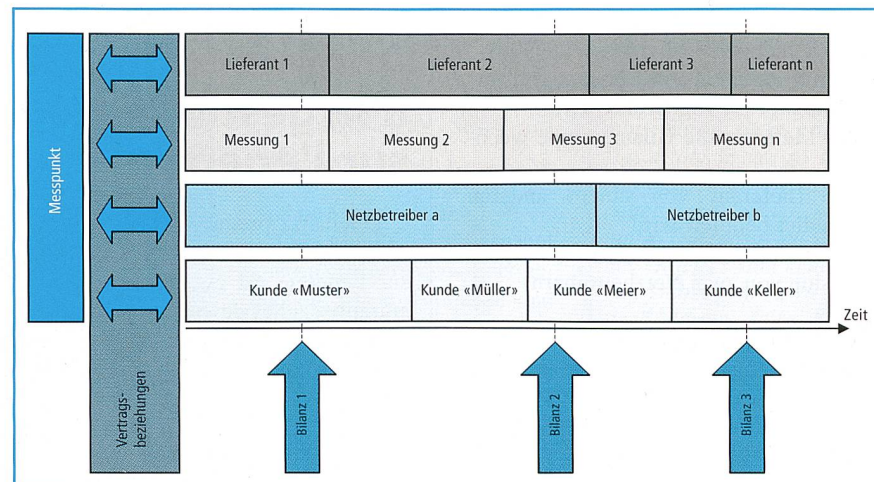 Messpunkt
Vertrags-
beziehungen
Lieferant 1
Lieferant 2
Lieferant 3
Lieferant n
Messung 1
Messung 2
Messung 3
Messung n
Netzbetreiber a
Netzbetreiber b
Kunde «Muster»
Kunde «Müller»
Kunde «Meier»
Kunde «Keller»
Zeit
Bilanz 1
Bilanz 2
Bilanz 3